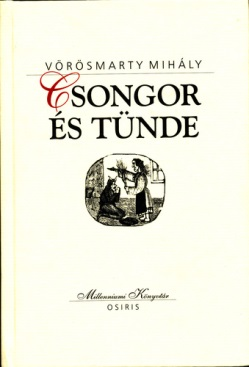 VÖRÖSMARTY MIHÁLY
CSONGOR
ÉS TÜNDE
Millenniumi Könyvtár
OSIRIS